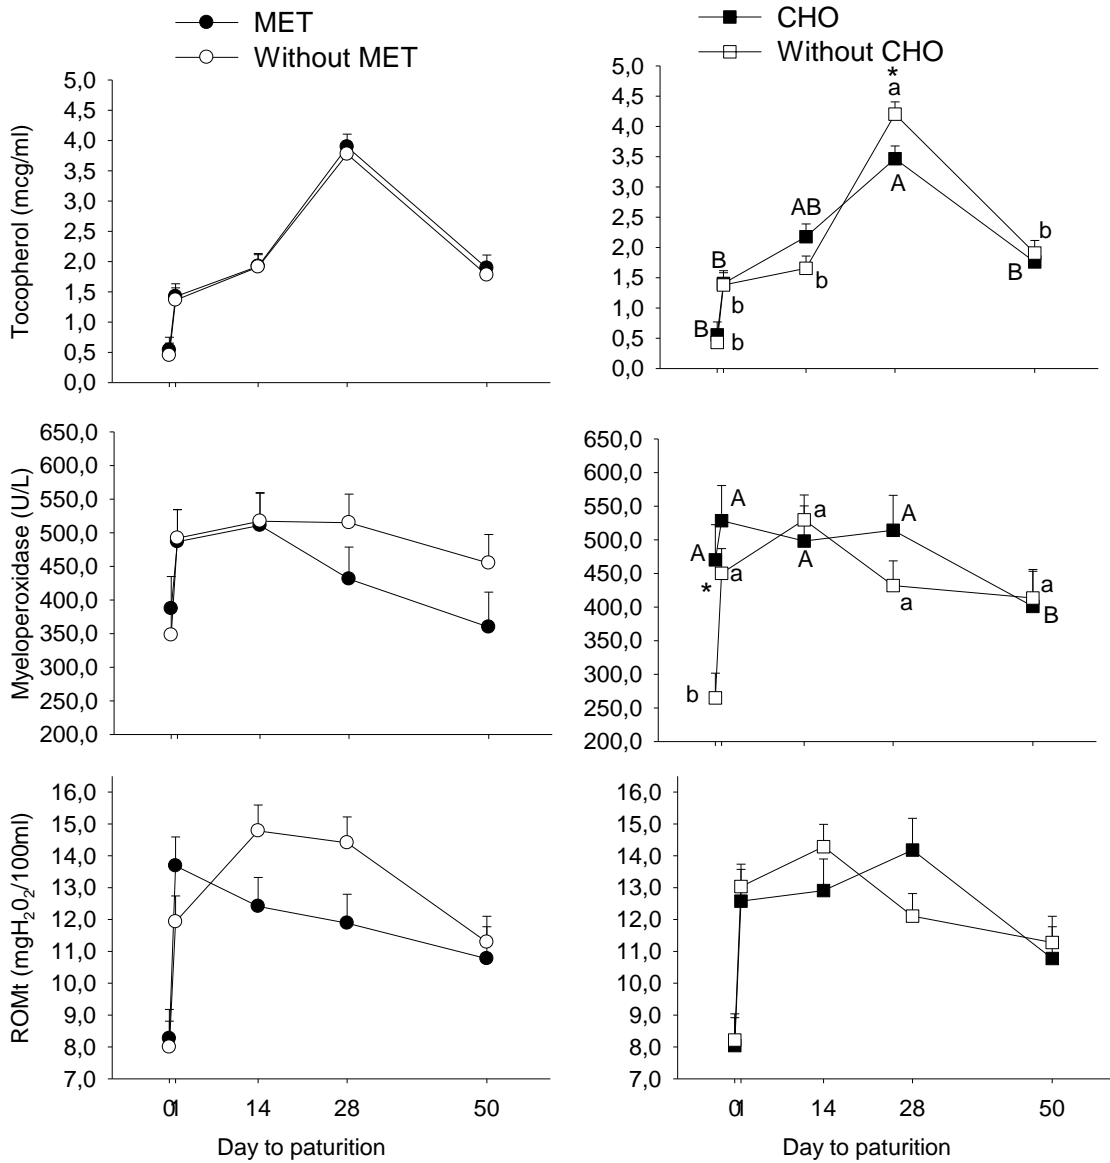 MET
Without MET
CHO
Without CHO
Tocopherol (mcg/ml)
5,0
4,5
4,0
3,5
3,0
2,5
2,0
1,5
1,0
0,5
0,0
5,0
4,5
4,0
3,5
3,0
2,5
2,0
1,5
1,0
0,5
0,0
*
a
A
AB
b
B
b
B
b
b
B
Myeloperoxidase (U/L)
650,0
600,0
550,0
500,0
450,0
400,0
350,0
300,0
250,0
200,0
650,0
600,0
550,0
500,0
450,0
400,0
350,0
300,0
250,0
200,0
A
A
*
a
b
a
A
A
a
a
B
ROMt (mgH₂0₂/100ml)
16,0
15,0
14,0
13,0
12,0
11,0
10,0
9,0
8,0
7,0
16,0
15,0
14,0
13,0
12,0
11,0
10,0
9,0
8,0
7,0
0 1 14 28 50
0 1 14 28 50
Day to paturition
Day to paturition